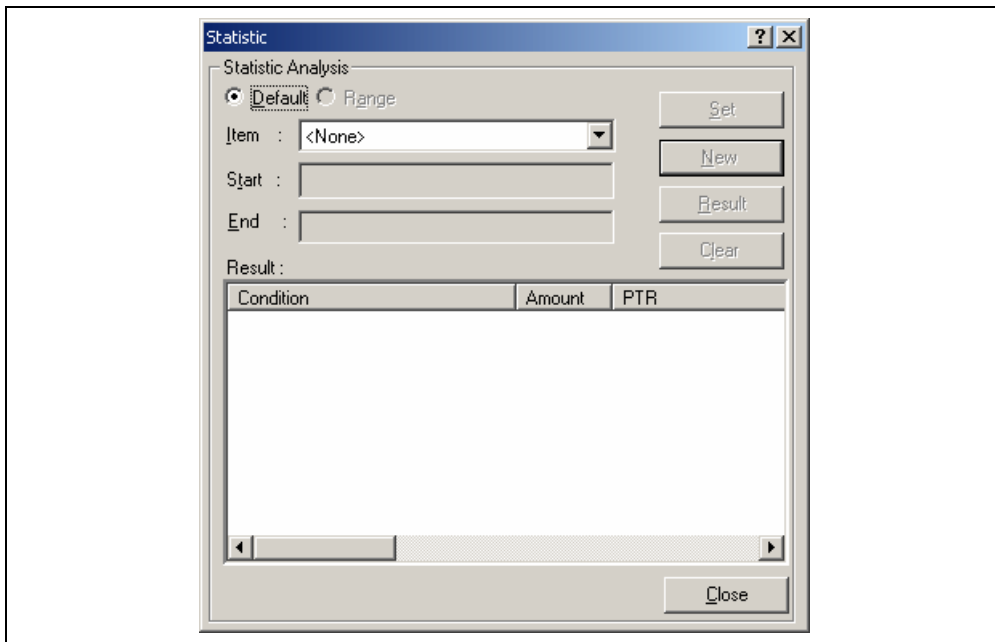 Statistic
Statistic Analysis
Default Range
Set
Item : <None>
New
Start :
Result
End :
Clear
Result :
Condition Amount PTR
Close